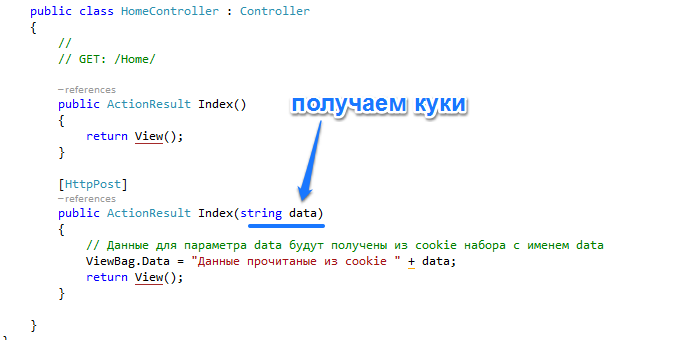 public class HomeController : Controller
{
//
// GET: /Home/
– references
public ActionResult Index()
получаем куки
{
return View();
}
[HttpPost]
– references
public ActionResult Index(string data)
{
// Данные для параметра data будут получены из cookie набора с именем data
ViewBag.Data = "Данные прочитаные из cookie " + data;
return View();
}
}